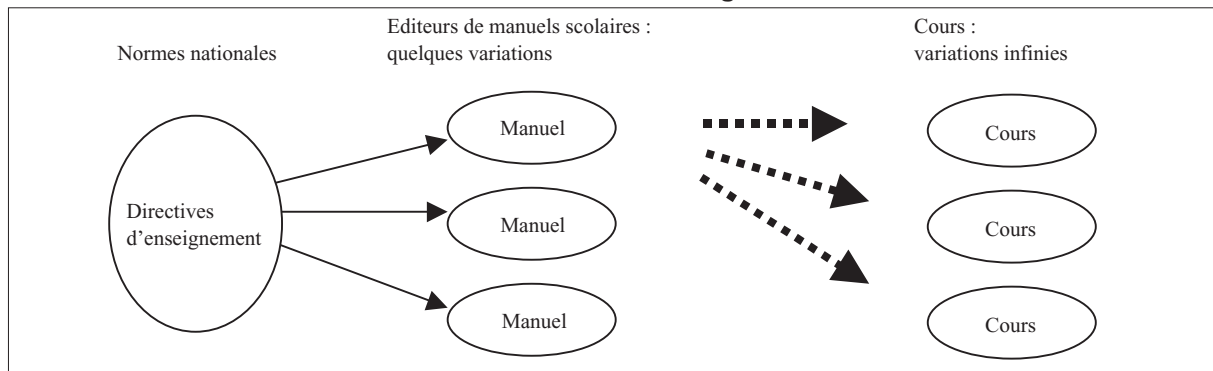 Normes nationales
Editeurs de manuels scolaires :
quelques variations
Cours :
variations infinies
Directives
d'enseignement
Manuel
Manuel
Manuel
Cours
Cours
Cours